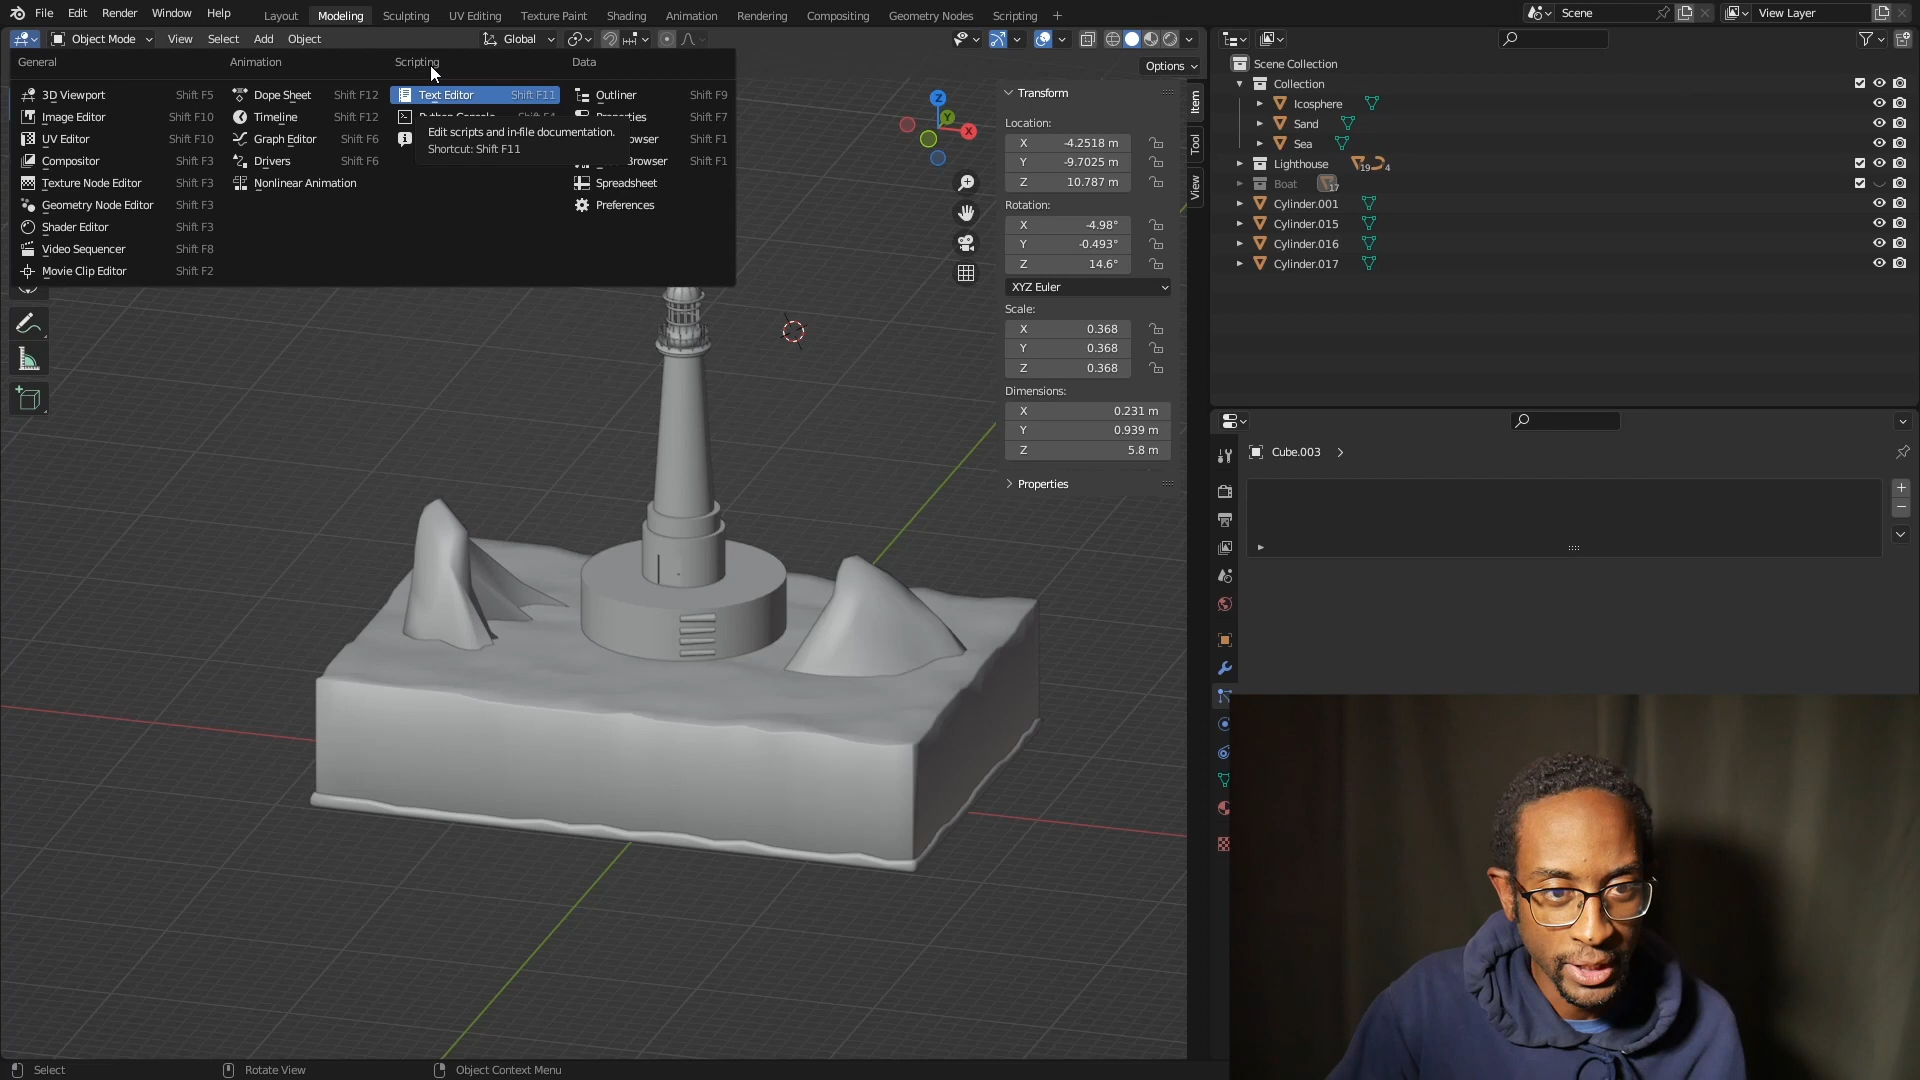 File Edit Render Window Help Layout Modeling Sculpting UV Editing Texture Paint Shading Animation Rendering Compositing Geometry Nodes Scripting + Scene View Layer
Object Mode View Select Add Object Global
Options
General Animation Scripting Data
3D Viewport Shift F5 Dope Sheet Shift F12 Text Editor Shift F11 Outliner Shift F9
Image Editor Shift F10 Timeline Shift F12 Properties Shift F7
UV Editor Shift F10 Graph Editor Shift F6 Shift F1
Compositor Shift F3 Drivers Shift F6 Shift F1
Texture Node Editor Shift F3 Nonlinear Animation Spreadsheet
Geometry Node Editor Shift F3 Preferences
Shader Editor Shift F3
Video Sequencer Shift F8
Movie Clip Editor Shift F2
Edit scripts and in-file documentation.
Shortcut: Shift F11
Z
Y
X
Transform
Location:
X -4.2518 m
Y -9.7025 m
Z 10.787 m
Rotation:
X -4.98°
Y -0.493°
Z 14.6°
XYZ Euler
Scale:
X 0.368
Y 0.368
Z 0.368
Dimensions:
X 0.231 m
Y 0.939 m
Z 5.8 m
Properties
Item
Tool
View
Scene Collection
Collection
Icosphere
Sand
Sea
Lighthouse 19 4
Boat 17
Cylinder.001
Cylinder.015
Cylinder.016
Cylinder.017
Cube.003
Select Rotate View Object Context Menu